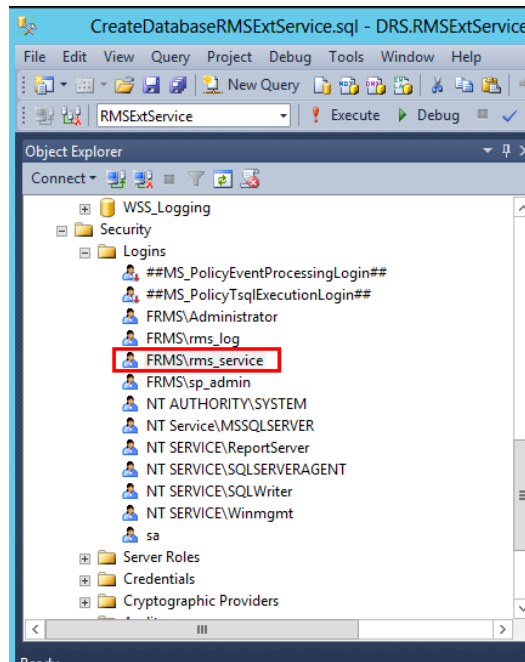 CreateDatabaseRMSExtService.sql - DRS.RMSExtService
File Edit View Query Project Debug Tools Window Help
New Query
RMSExtService Execute Debug
Object Explorer
Connect
WSS_Logging
Security
Logins
##MS_PolicyEventProcessingLogin##
##MS_PolicyTsqlExecutionLogin##
FRMS\Administrator
FRMS\rms_log
FRMS\rms_service
FRMS\sp_admin
NT AUTHORITY\SYSTEM
NT Service\MSSQLSERVER
NT SERVICE\ReportServer
NT SERVICE\SQLSERVERAGENT
NT SERVICE\SQLWriter
NT SERVICE\Winmgmt
sa
Server Roles
Credentials
Cryptographic Providers